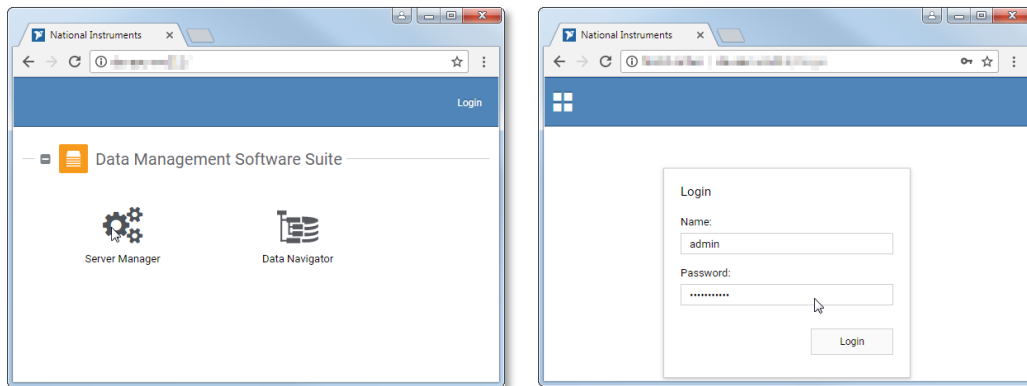 National Instruments
Login
Data Management Software Suite
Server Manager
Data Navigator
National Instruments
Login
Name:
admin
Password:
Login